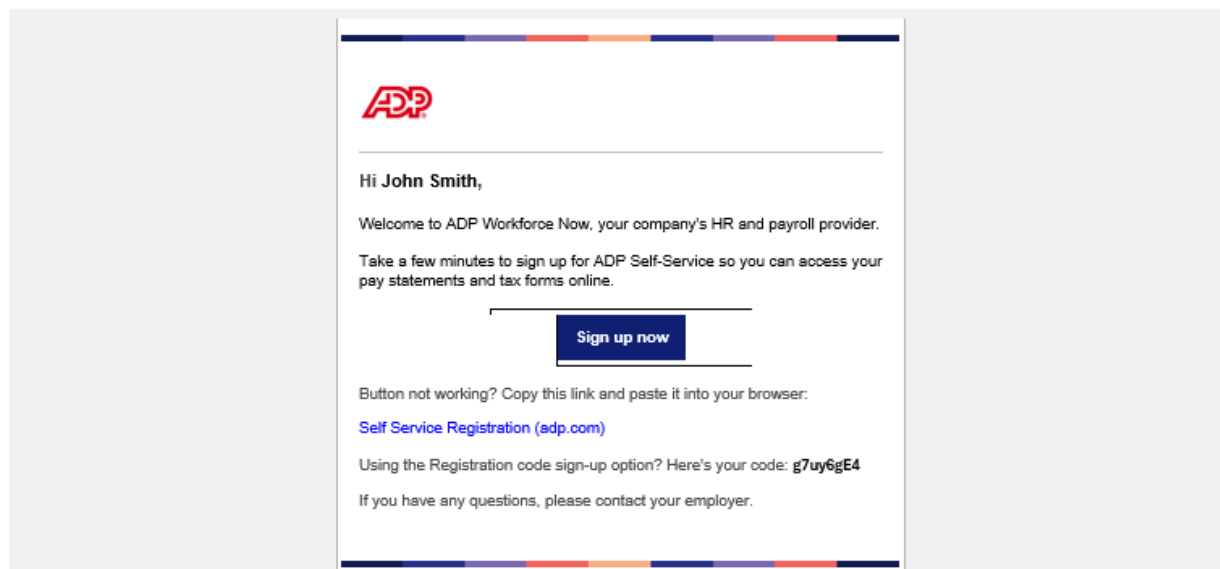 ADP
Hi John Smith,
Welcome to ADP Workforce Now, your company's HR and payroll provider.
Take a few minutes to sign up for ADP Self-Service so you can access your
pay statements and tax forms online.
Sign up now
Button not working? Copy this link and paste it into your browser:
Self Service Registration (adp.com)
Using the Registration code sign-up option? Here's your code: g7uy6gE4
If you have any questions, please contact your employer.